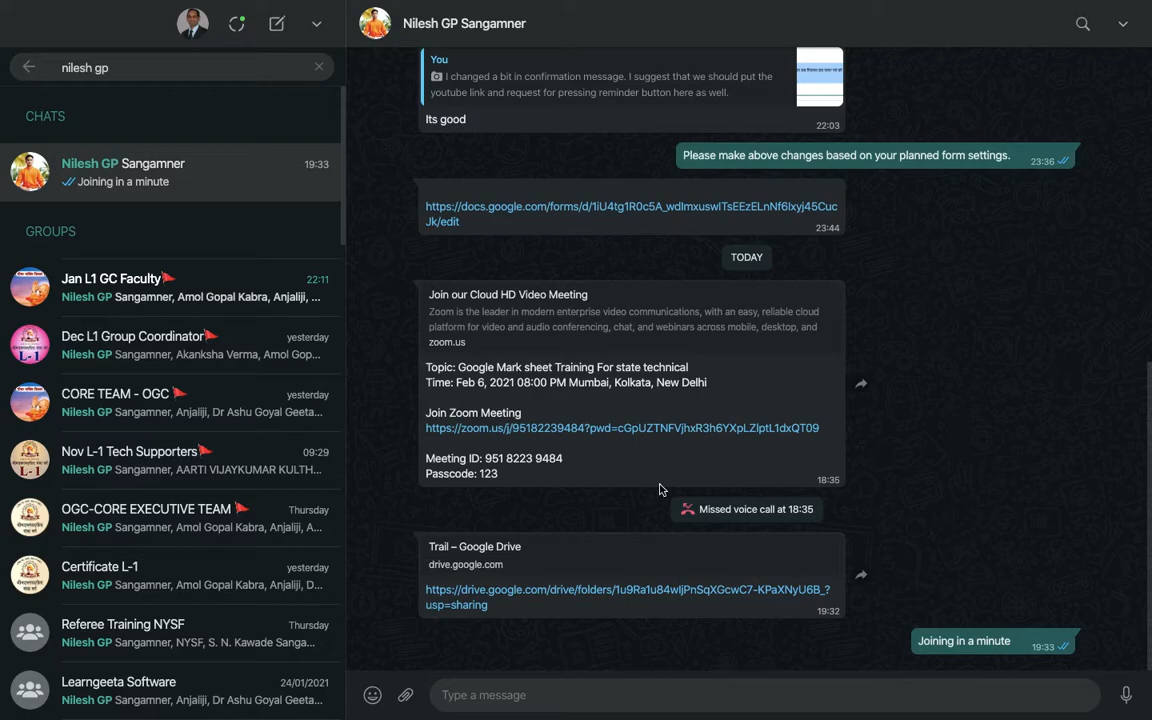 Nilesh GP Sangamner
nilesh gp
CHATS
Nilesh GP Sangamner 19:33
Joining in a minute
GROUPS
Jan L1 GC Faculty🚩 22:11
Nilesh GP Sangamner, Amol Gopal Kabra, Anjaliji, ...
Dec L1 Group Coordinator🚩 yesterday
Nilesh GP Sangamner, Akanksha Verma, Amol Gop...
CORE TEAM - OGC 🚩 yesterday
Nilesh GP Sangamner, Anjaliji, Dr Ashu Goyal Geeta...
Nov L-1 Tech Supporters🚩 09:29
Nilesh GP Sangamner, AARTI VIJAYKUMAR KULTH...
OGC-CORE EXECUTIVE TEAM 🚩 Thursday
Nilesh GP Sangamner, Amol Gopal Kabra, Anjaliji, A...
Certificate L-1 yesterday
Nilesh GP Sangamner, Amol Gopal Kabra, Anjaliji, D...
Referee Training NYSF Thursday
Nilesh GP Sangamner, NYSF, S. N. Kawade Sanga...
Learngeeta Software 24/01/2021
Nilesh GP Sangamner, Anjaliji, Dr Ashu Goyal Geeta...
You
I changed a bit in confirmation message. I suggest that we should put the
youtube link and request for pressing reminder button here as well.
Its good
22:03
Please make above changes based on your planned form settings. 23:36
https://docs.google.com/forms/d/1iU4tg1R0c5A_wdImxuswITsEEzELnNf6Ixyj45Cuc
Jk/edit
23:44
TODAY
Join our Cloud HD Video Meeting
Zoom is the leader in modern enterprise video communications, with an easy, reliable cloud
platform for video and audio conferencing, chat, and webinars across mobile, desktop, and
zoom.us
Topic: Google Mark sheet Training For state technical
Time: Feb 6, 2021 08:00 PM Mumbai, Kolkata, New Delhi
Join Zoom Meeting
https://zoom.us/j/95182239484?pwd=cGpUZTNFVjhxR3h6YXpLZlptL1dxQT09
Meeting ID: 951 8223 9484
Passcode: 123
18:35
Missed voice call at 18:35
Trail – Google Drive
drive.google.com
https://drive.google.com/drive/folders/1u9Ra1u84wIjPnSqXGcwC7-KPaXNyU6B_?
usp=sharing
19:32
Joining in a minute 19:33
Type a message